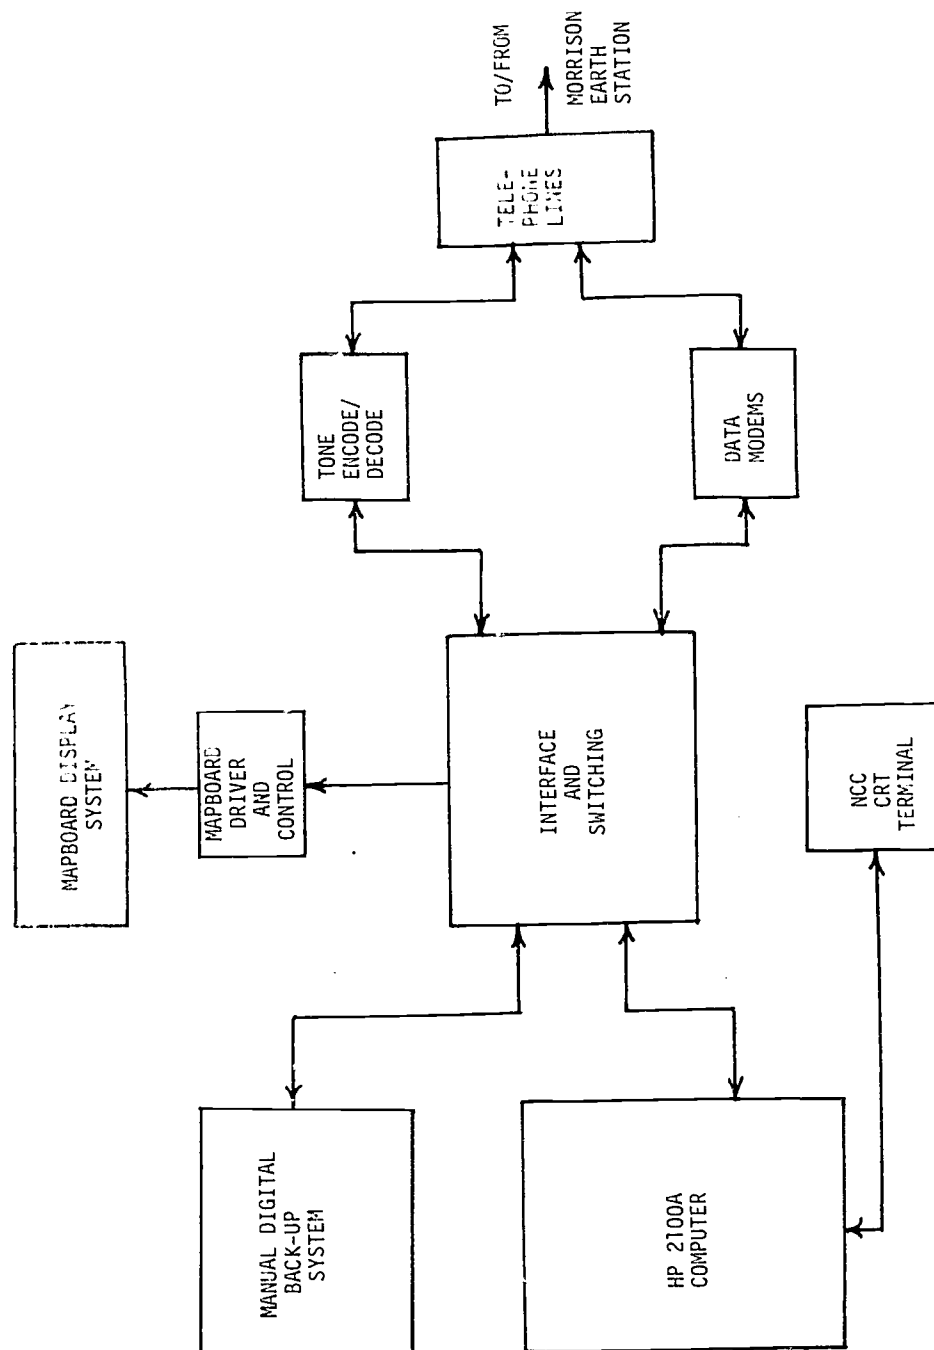 MAPBOARD DISPLAY
SYSTEM
MAPBOARD
DRIVER
AND
CONTROL
MANUAL DIGITAL
BACK-UP
SYSTEM
TONE
ENCODE/
DECODE
TO/FROM
MORRISON
EARTH
STATION
TELE-
PHONE
LINES
INTERFACE
AND
SWITCHING
HP 2100A
COMPUTER
DATA
MODEMS
NCC
CRT
TERMINAL